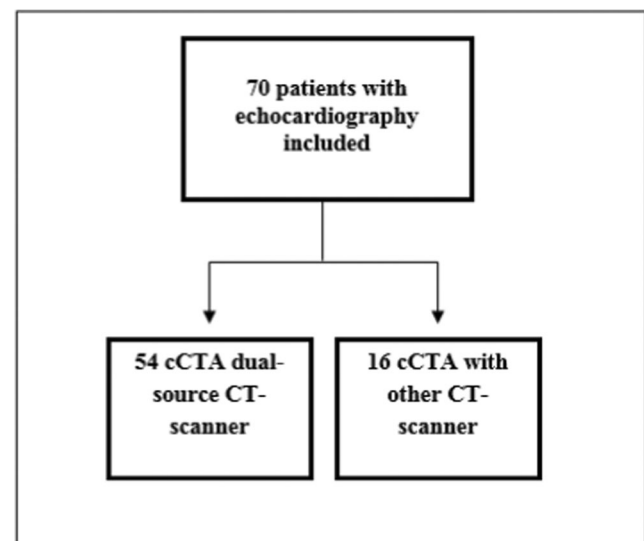 70 patients with
echocardiography
included
54 cCTA dual-
source CT-
scanner
16 cCTA with
other CT-
scanner